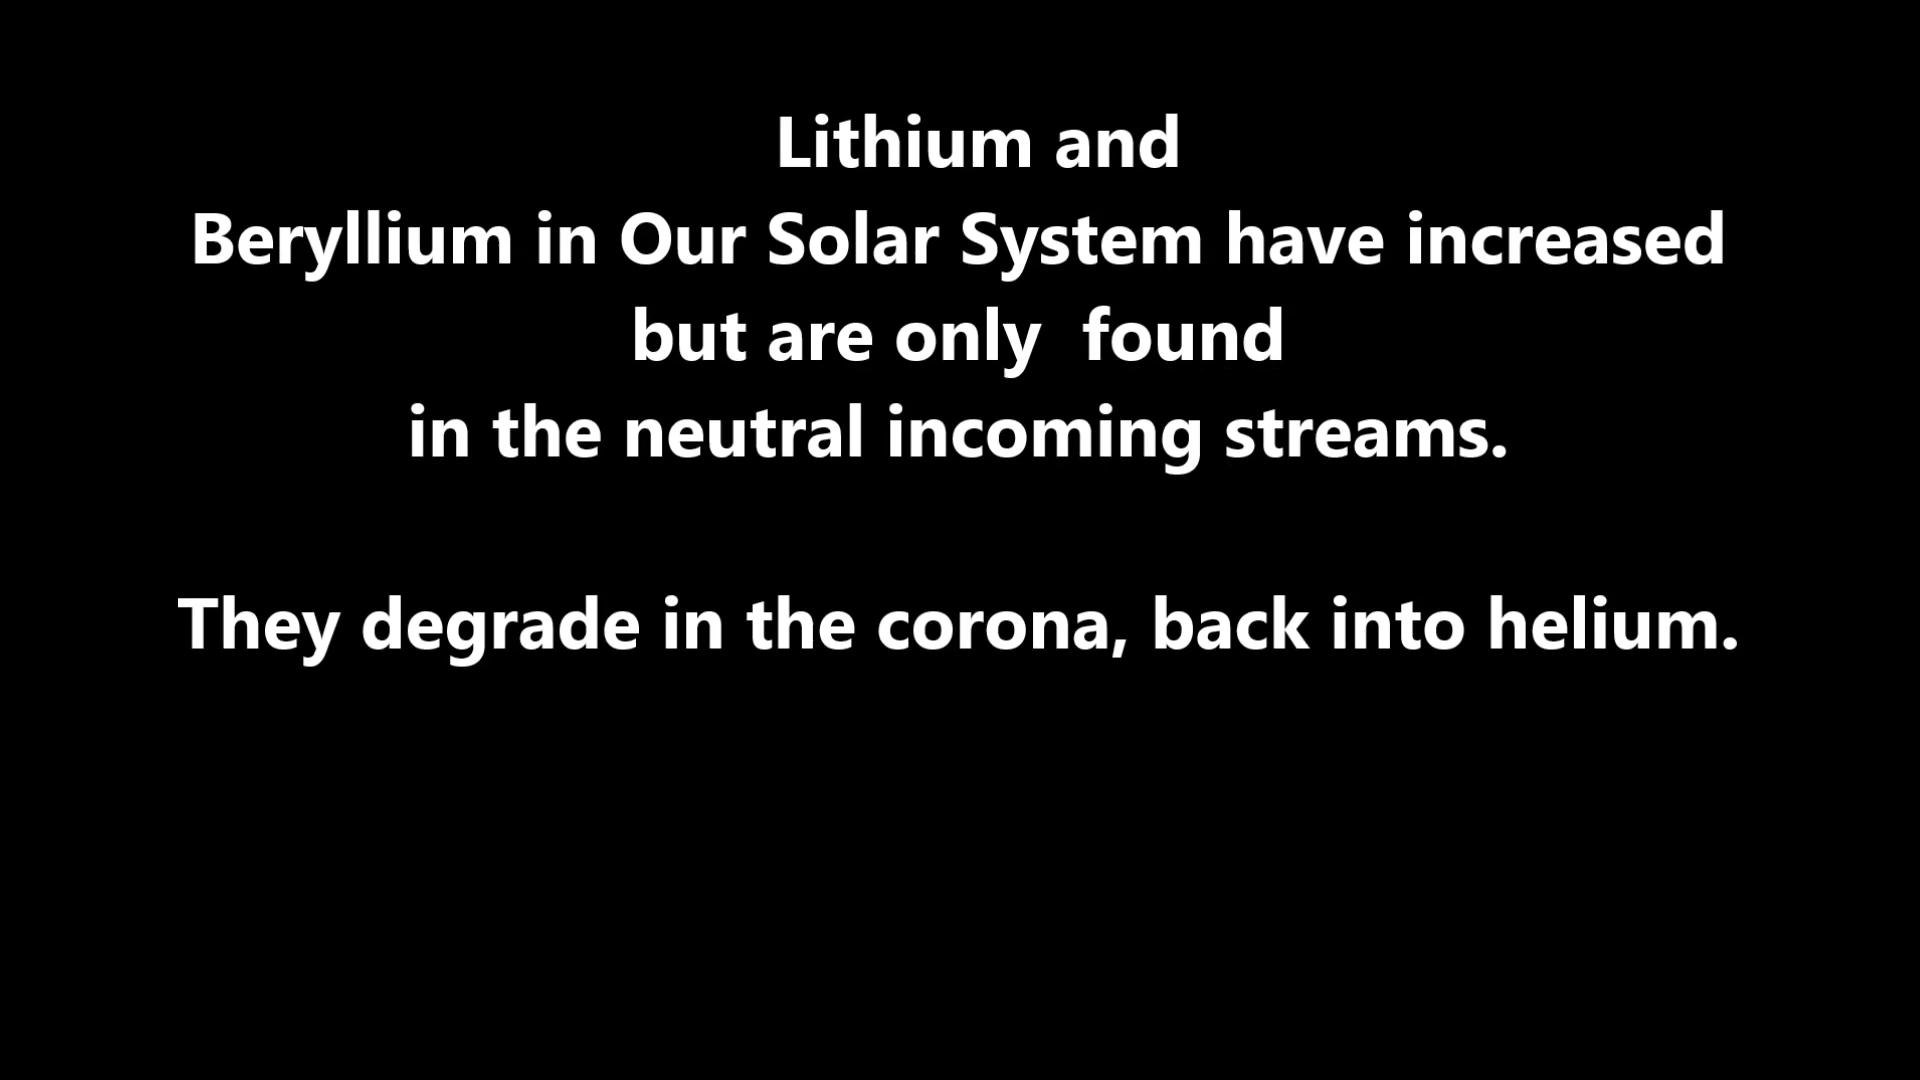 Lithium and
Beryllium in Our Solar System have increased
but are only  found
in the neutral incoming streams.
They degrade in the corona, back into helium.